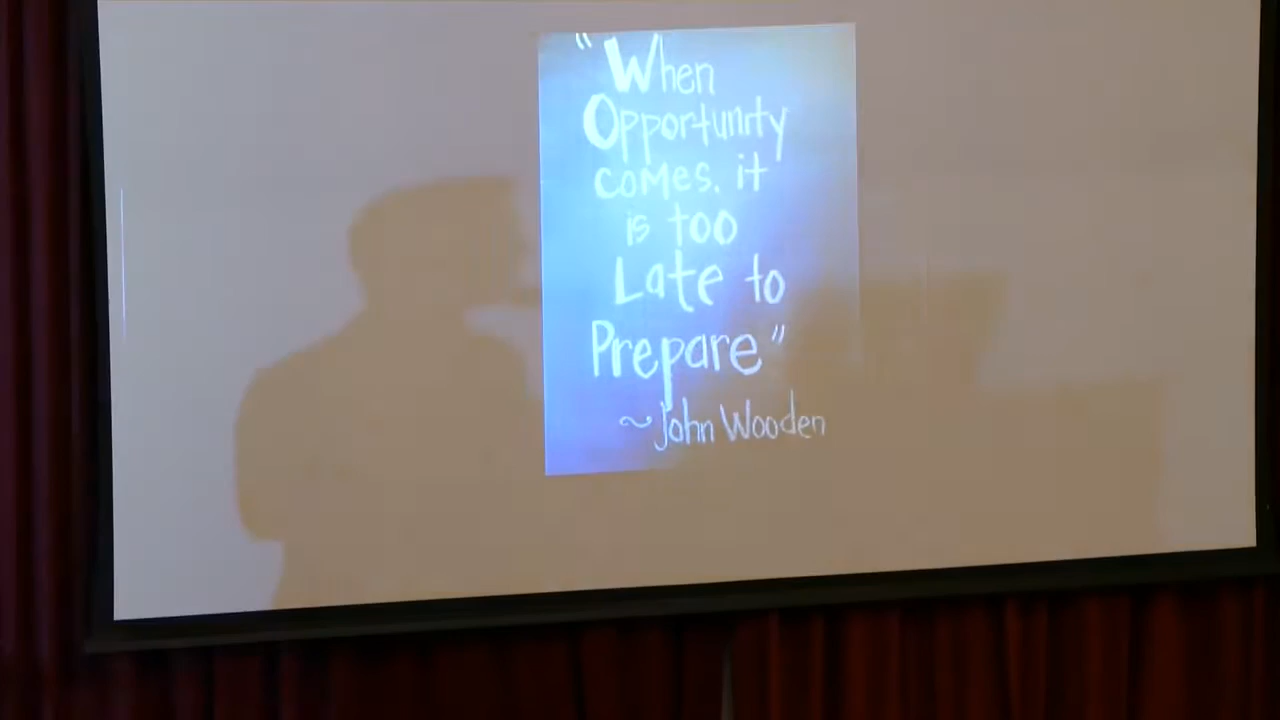 "When
Opportunity
comes, it
is too
Late to
Prepare"
~John Wooden